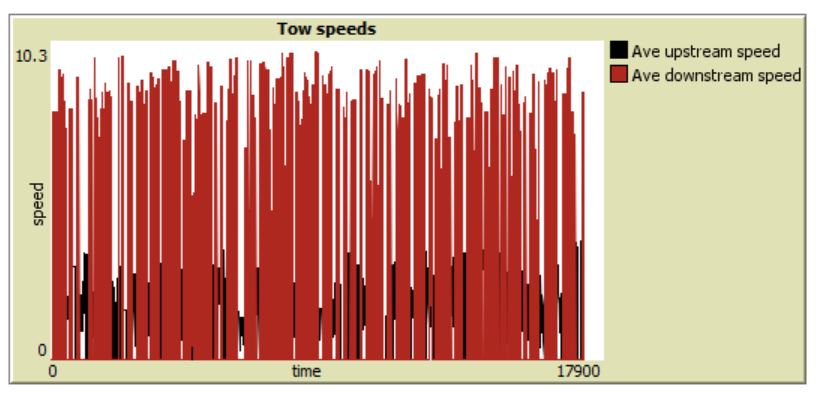 Tow speeds
10.3
speed
0
0
time
17900
Ave upstream speed
Ave downstream speed